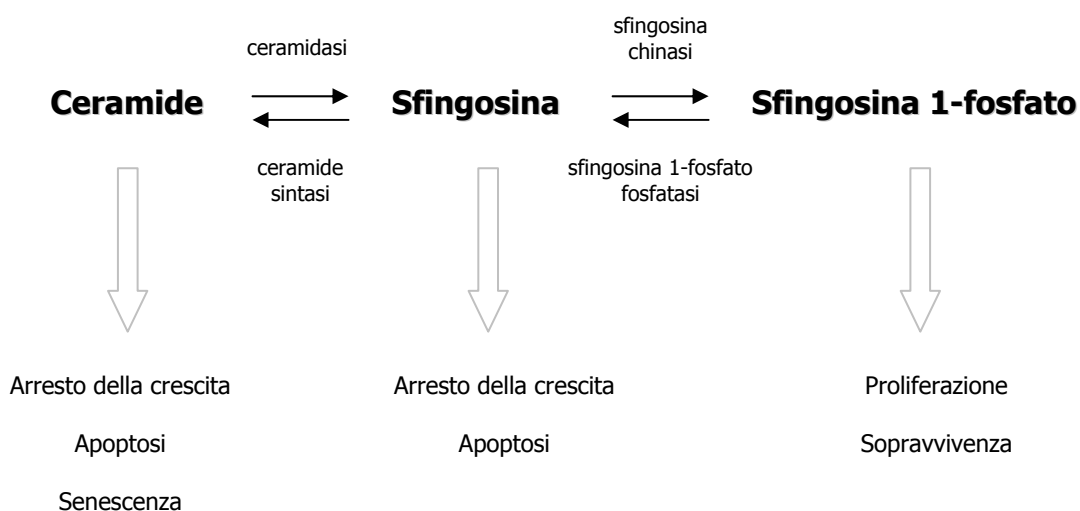 ceramidasi
sfingosina
chinasi
Ceramide
Sfingosina
Sfingosina 1-fosfato
ceramide
sintasi
sfingosina 1-fosfato
fosfatasi
Arresto della crescita
Apoptosi
Senescenza
Arresto della crescita
Apoptosi
Proliferazione
Sopravvivenza